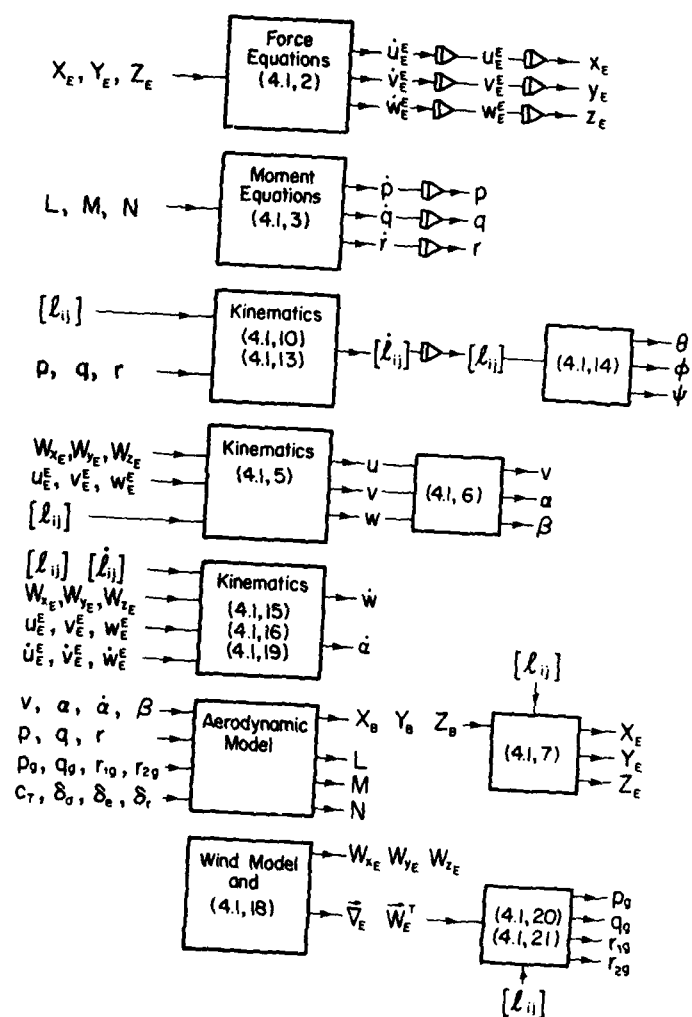 Force Equations (4.1, 2)
X_E, Y_E, Z_E
u̇_E^E u_E^E x_E
v̇_E^E v_E^E y_E
ẇ_E^E w_E^E z_E
Moment Equations (4.1, 3)
L, M, N
ṗ p
q̇ q
ṙ r
[ℓ_ij]
p, q, r
Kinematics
(4.1, 10)
(4.1, 13)
[ℓ̇_ij] [ℓ_ij]
(4.1, 14)
θ
ϕ
ψ
W_xE, W_yE, W_zE
u_E^E, v_E^E, w_E^E
[ℓ_ij]
Kinematics
(4.1, 5)
u
v
w
(4.1, 6)
v
α
β
[ℓ_ij] [ℓ̇_ij]
W_xE, W_yE, W_zE
u_E^E, v_E^E, w_E^E
u̇_E^E, v̇_E^E, ẇ_E^E
Kinematics
(4.1, 15)
(4.1, 16)
(4.1, 19)
ẇ
α̇
v, α, α̇, β
p, q, r
p_g, q_g, r_1g, r_2g
c_T, δ_a, δ_e, δ_r
Aerodynamic
Model
X_B Y_B Z_B
L
M
N
[ℓ_ij]
(4.1, 7)
X_E
Y_E
Z_E
Wind Model
and
(4.1, 18)
W_xE W_yE W_zE
∇⃗_E W⃗_E^T
(4.1, 20)
(4.1, 21)
p_g
q_g
r_1g
r_2g
[ℓ_ij]